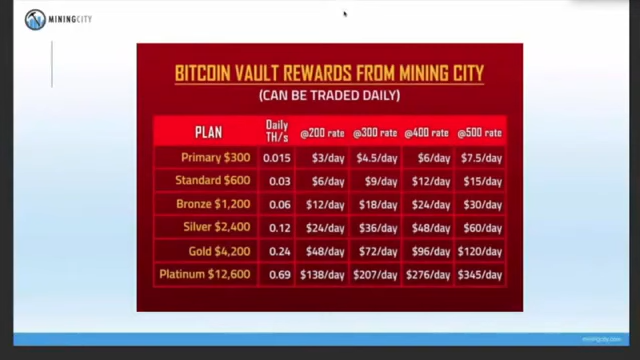 MININGCITY
BITCOIN VAULT REWARDS FROM MINING CITY
(CAN BE TRADED DAILY)
PLAN Daily TH/s @200 rate @300 rate @400 rate @500 rate
Primary $300 0.015 $3/day $4.5/day $6/day $7.5/day
Standard $600 0.03 $6/day $9/day $12/day $15/day
Bronze $1,200 0.06 $12/day $18/day $24/day $30/day
Silver $2,400 0.12 $24/day $36/day $48/day $60/day
Gold $4,200 0.24 $48/day $72/day $96/day $120/day
Platinum $12,600 0.69 $138/day $207/day $276/day $345/day